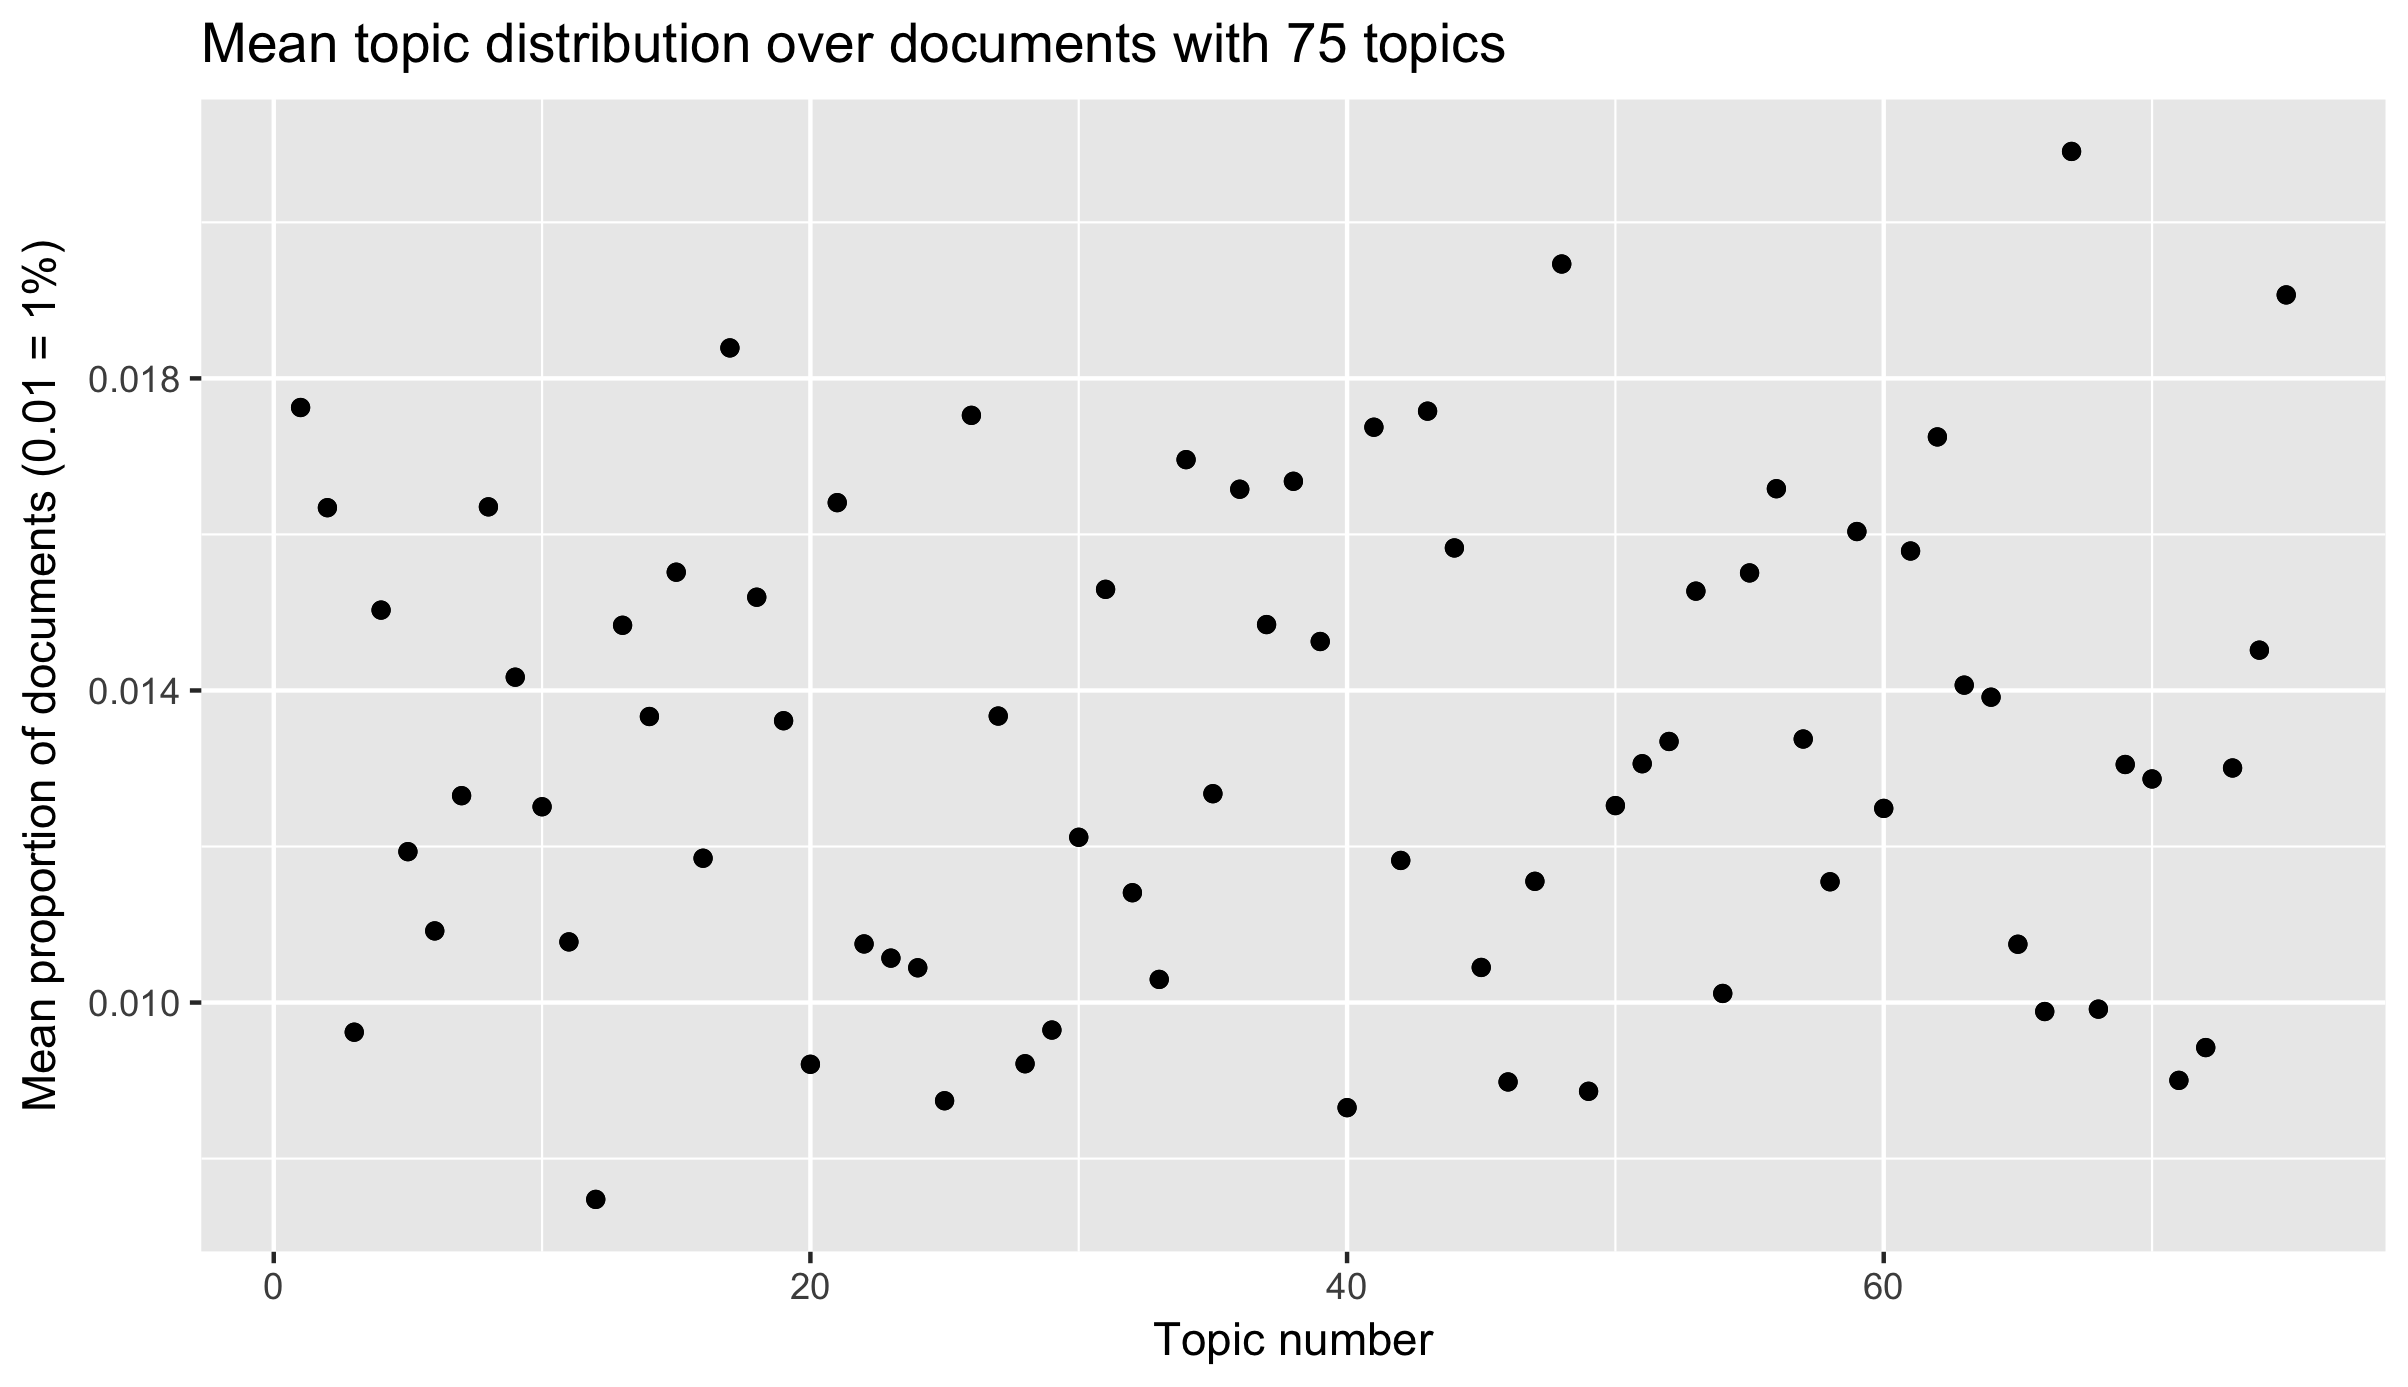 Mean topic distribution over documents with 75 topics
Mean proportion of documents (0.01 = 1%)
0.018
0.014
0.010
0
20
40
60
Topic number